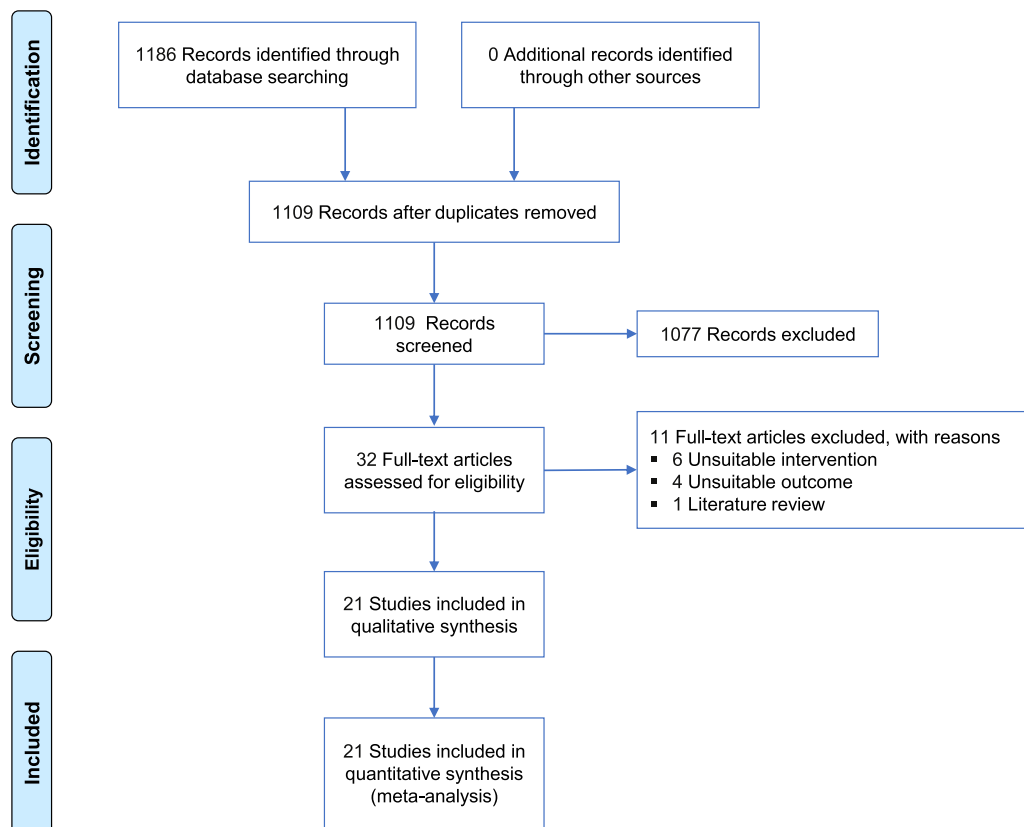 Identification
1186 Records identified through
database searching
0 Additional records identified
through other sources
1109 Records after duplicates removed
Screening
1109 Records
screened
1077 Records excluded
Eligibility
32 Full-text articles
assessed for eligibility
11 Full-text articles excluded, with reasons
▪ 6 Unsuitable intervention
▪ 4 Unsuitable outcome
▪ 1 Literature review
21 Studies included in
qualitative synthesis
Included
21 Studies included in
quantitative synthesis
(meta-analysis)